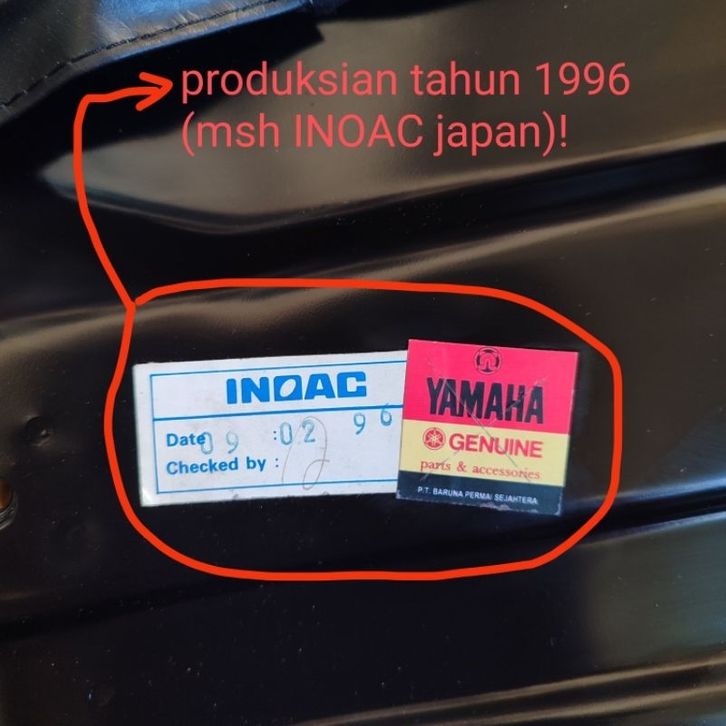 produksian tahun 1996
(msh INOAC japan)!
INOAC
Date 09 :02 96
Checked by :
YAMAHA
GENUINE
parts & accessories
P.T. BARUNA PERMAI SEJAHTERA